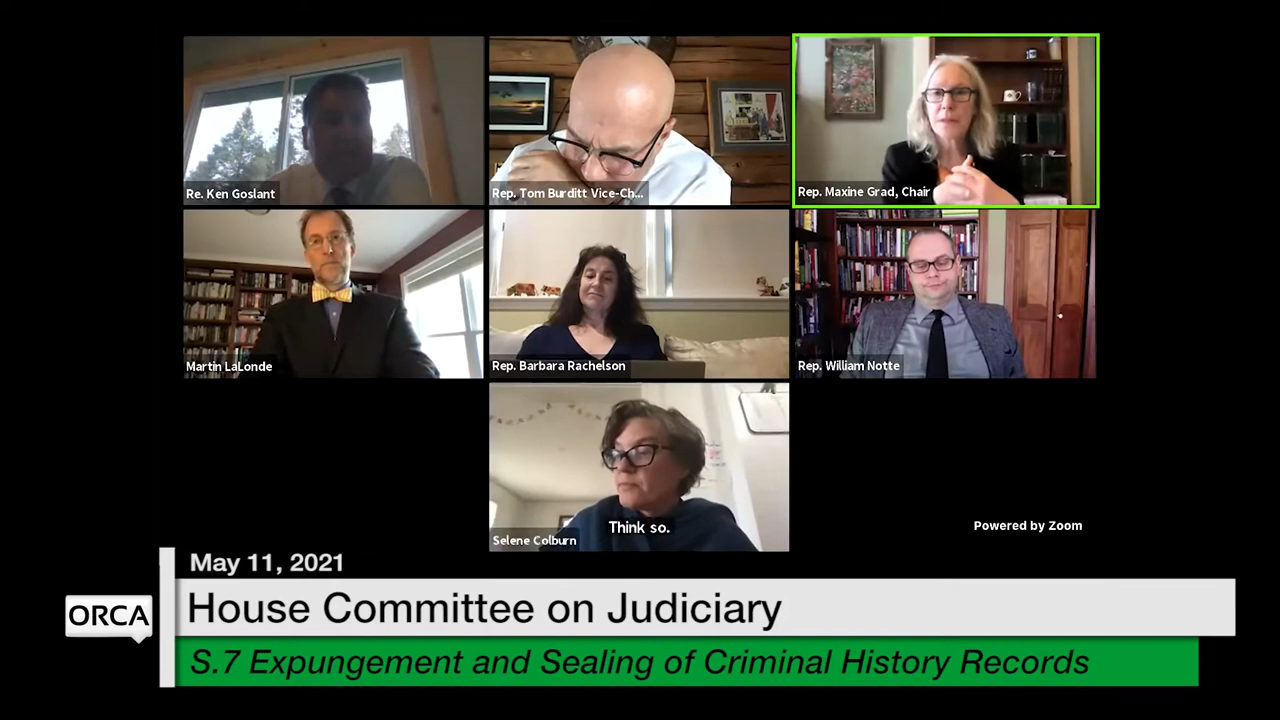 Re. Ken Goslant
Rep. Tom Burditt Vice-Ch...
Rep. Maxine Grad, Chair
Martin LaLonde
Rep. Barbara Rachelson
Rep. William Notte
Think so.
Selene Colburn
Powered by Zoom
May 11, 2021
ORCA
House Committee on Judiciary
S.7 Expungement and Sealing of Criminal History Records